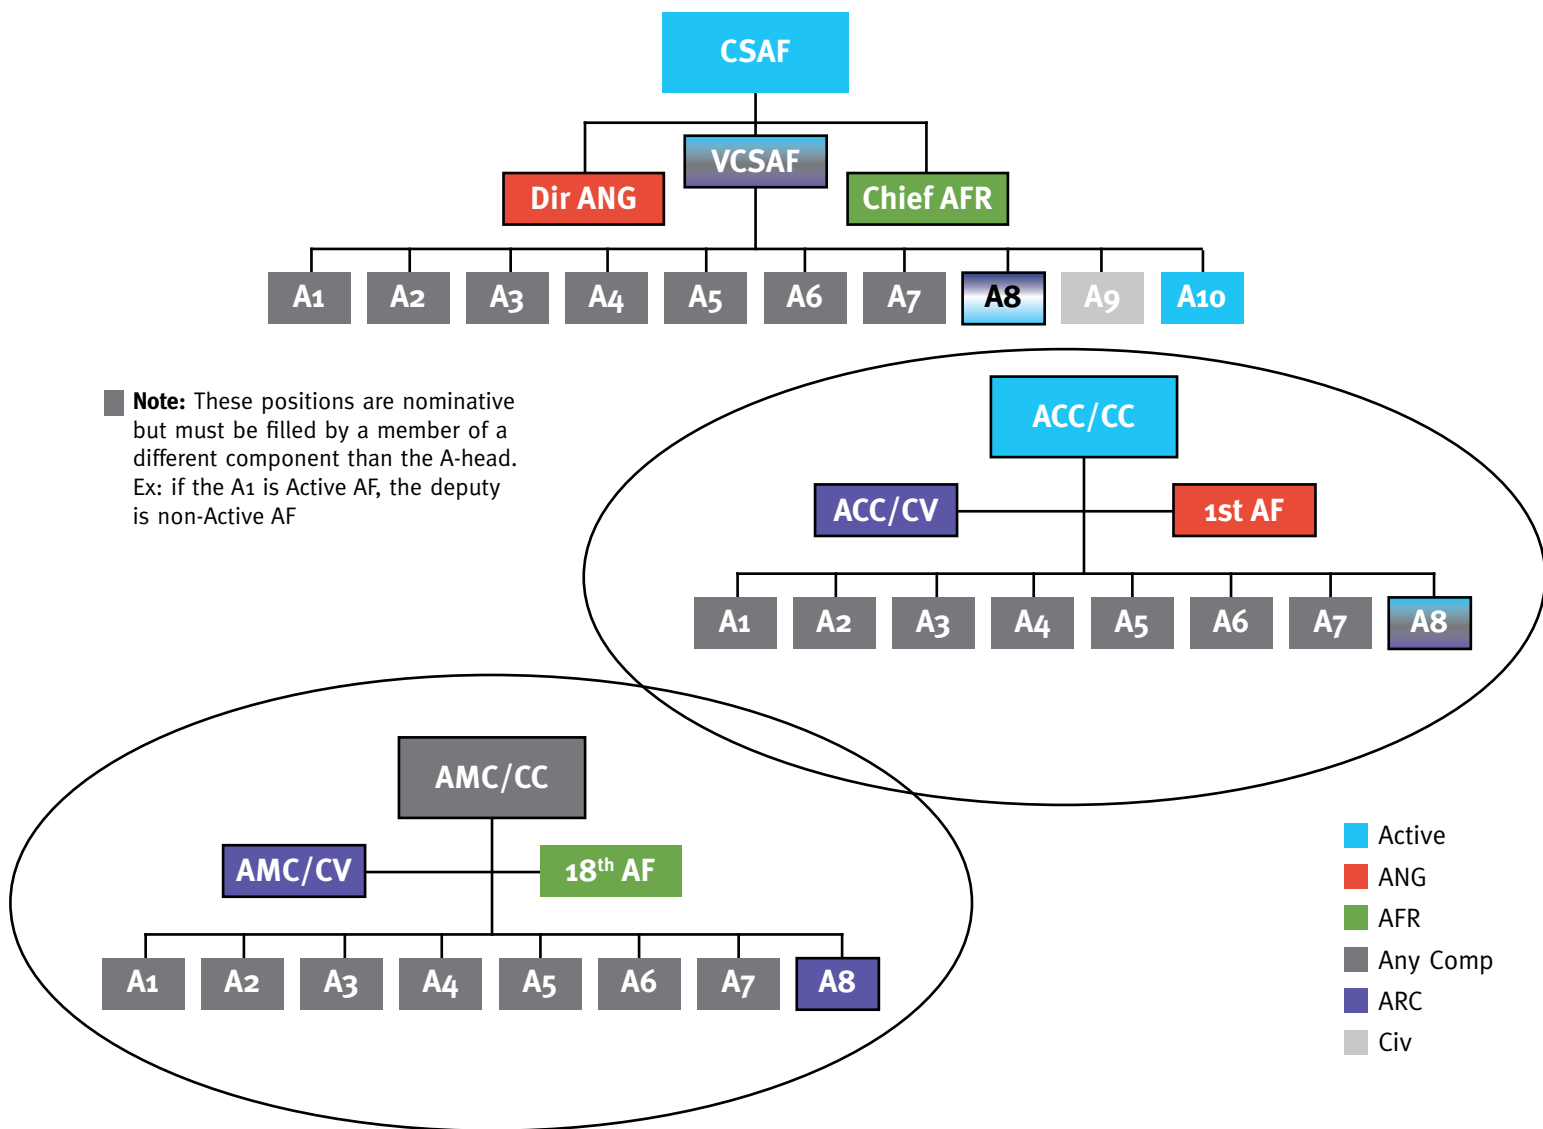 CSAF
VCSAF
Dir ANG
Chief AFR
A1
A2
A3
A4
A5
A6
A7
A8
A9
A10
Note: These positions are nominative
but must be filled by a member of a
different component than the A-head.
Ex: if the A1 is Active AF, the deputy
is non-Active AF
ACC/CC
ACC/CV
1st AF
A1
A2
A3
A4
A5
A6
A7
A8
AMC/CC
AMC/CV
18th AF
A1
A2
A3
A4
A5
A6
A7
A8
Active
ANG
AFR
Any Comp
ARC
Civ